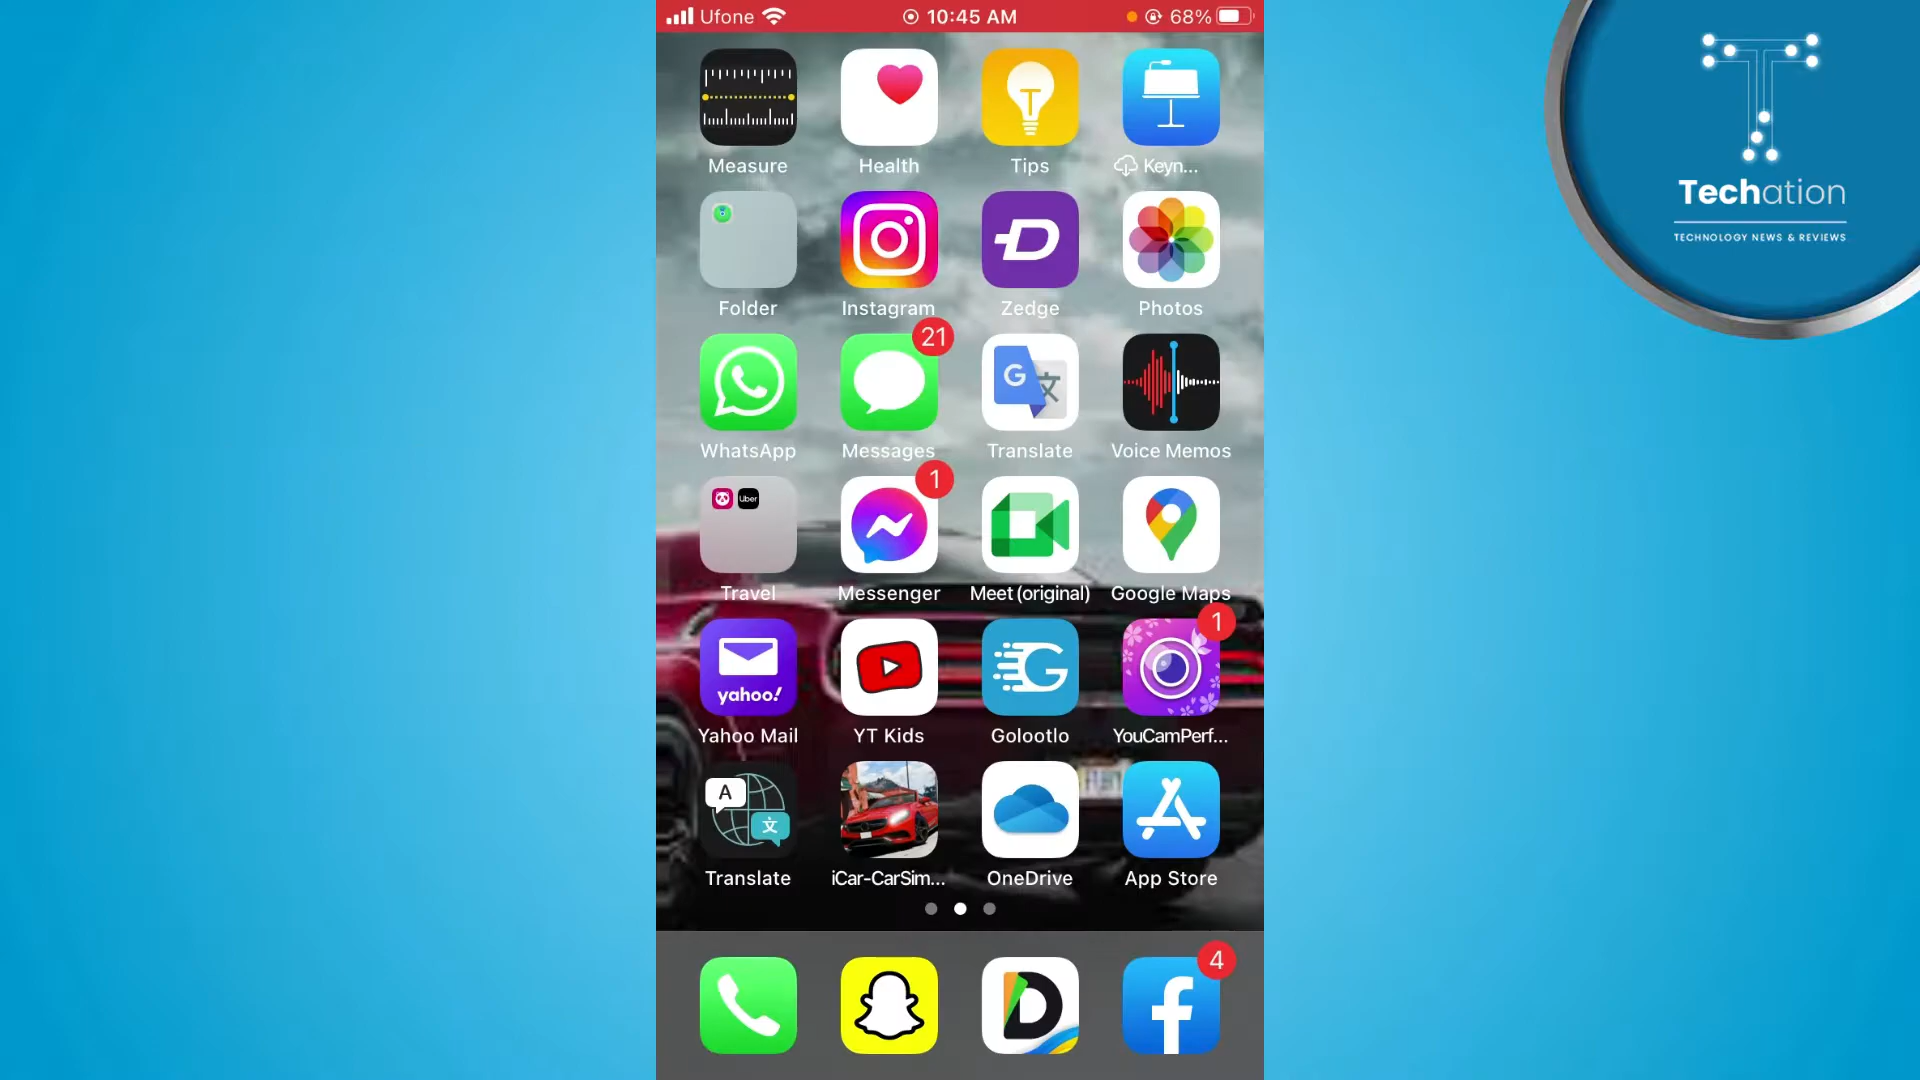 Ufone 10:45 AM 68%
Measure Health Tips Keyn...
Folder Instagram Zedge Photos
21
G 文
WhatsApp Messages Translate Voice Memos
Uber 1
Travel Messenger Meet (original) Google Maps
1
yahoo!
Yahoo Mail YT Kids Golootlo YouCamPerf...
A
文
Translate iCar-CarSim... OneDrive App Store
4
Techation
TECHNOLOGY NEWS & REVIEWS